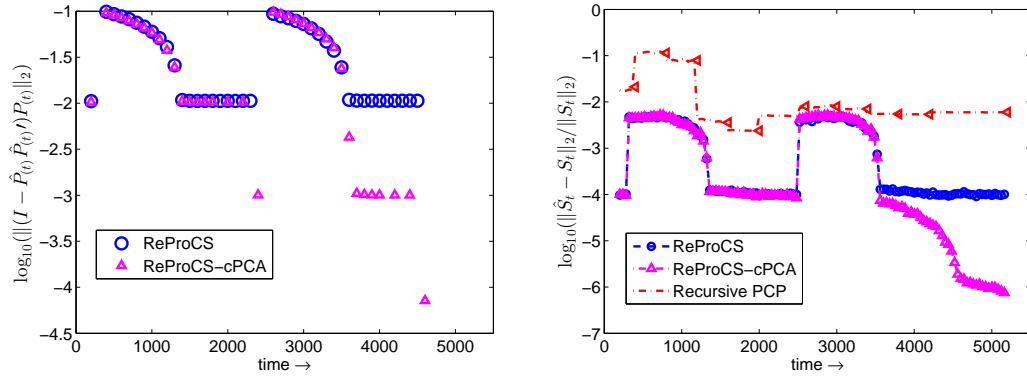 −1
−1.5
−2
−2.5
−3
−3.5
−4
−4.5
0 1000 2000 3000 4000 5000
time →
log₁₀(‖(I − P̂₍ₜ₎P̂₍ₜ₎′)P₍ₜ₎‖₂)
ReProCS
ReProCS−cPCA
0
−1
−2
−3
−4
−5
−6
−7
0 1000 2000 3000 4000 5000
time →
log₁₀(‖Ŝₜ − Sₜ‖₂/‖Sₜ‖₂)
ReProCS
ReProCS−cPCA
Recursive PCP